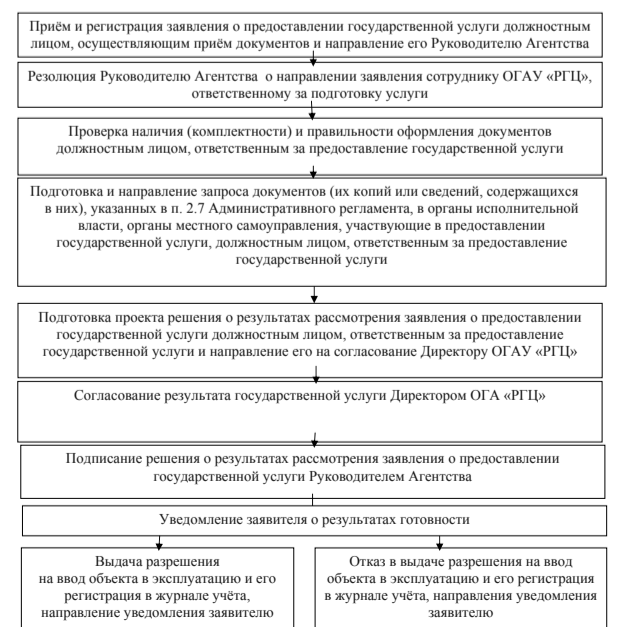 Приём и регистрация заявления о предоставлении государственной услуги должностным
лицом, осуществляющим приём документов и направление его Руководителю Агентства
Резолюция Руководителю Агентства о направлении заявления сотруднику ОГАУ «РГЦ»,
ответственному за подготовку услуги
Проверка наличия (комплектности) и правильности оформления документов
должностным лицом, ответственным за предоставление государственной услуги
Подготовка и направление запроса документов (их копий или сведений, содержащихся
в них), указанных в п. 2.7 Административного регламента, в органы исполнительной
власти, органы местного самоуправления, участвующие в предоставлении
государственной услуги, должностным лицом, ответственным за предоставление
государственной услуги
Подготовка проекта решения о результатах рассмотрения заявления о предоставлении
государственной услуги должностным лицом, ответственным за предоставление
государственной услуги и направление его на согласование Директору ОГАУ «РГЦ»
Согласование результата государственной услуги Директором ОГА «РГЦ»
Подписание решения о результатах рассмотрения заявления о предоставлении
государственной услуги Руководителем Агентства
Уведомление заявителя о результатах готовности
Выдача разрешения
на ввод объекта в эксплуатацию и его
регистрация в журнале учёта,
направление уведомления заявителю
Отказ в выдаче разрешения на ввод
объекта в эксплуатацию и его регистрация
в журнале учёта, направления уведомления
заявителю